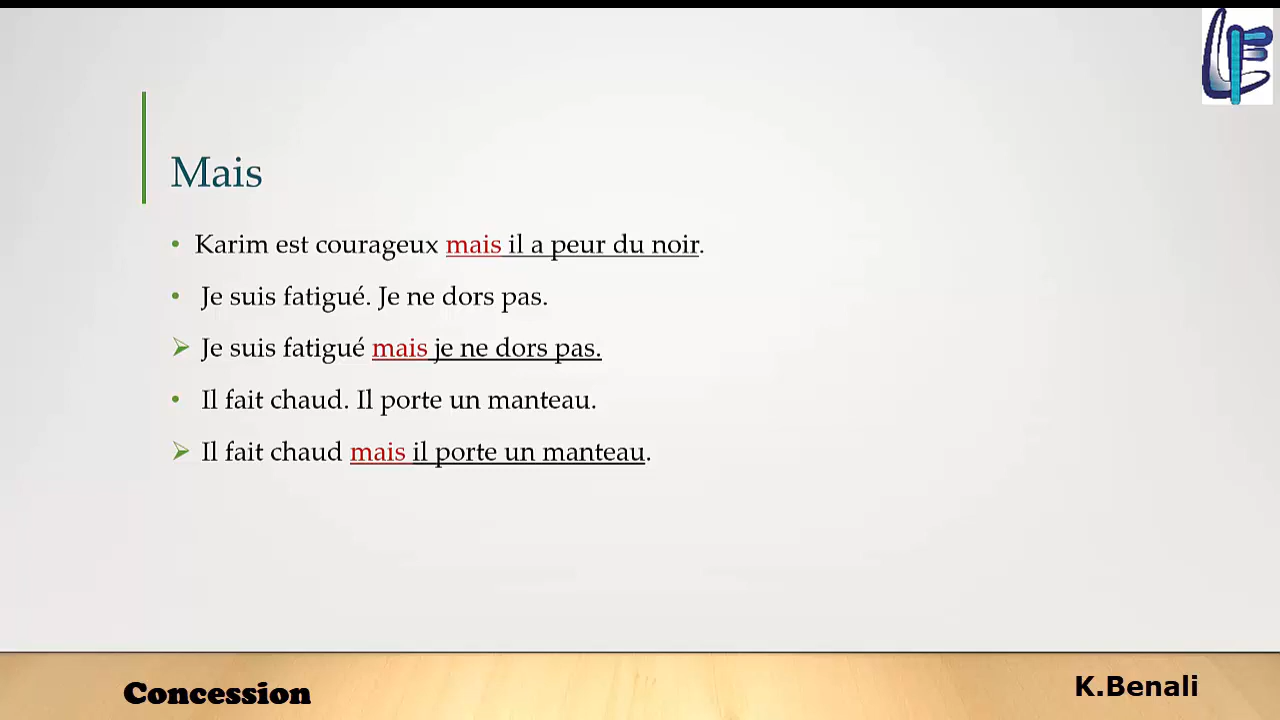 Mais
• Karim est courageux mais il a peur du noir.
• Je suis fatigué. Je ne dors pas.
➢ Je suis fatigué mais je ne dors pas.
• Il fait chaud. Il porte un manteau.
➢ Il fait chaud mais il porte un manteau.
Concession
K.Benali